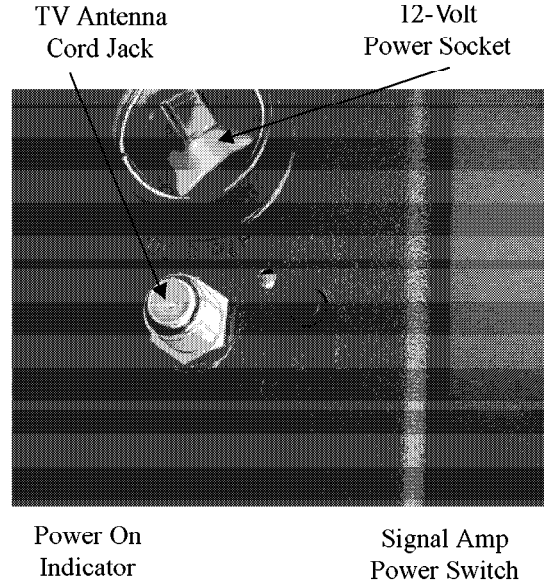 TV Antenna
Cord Jack
12-Volt
Power Socket
Power On
Indicator
Signal Amp
Power Switch